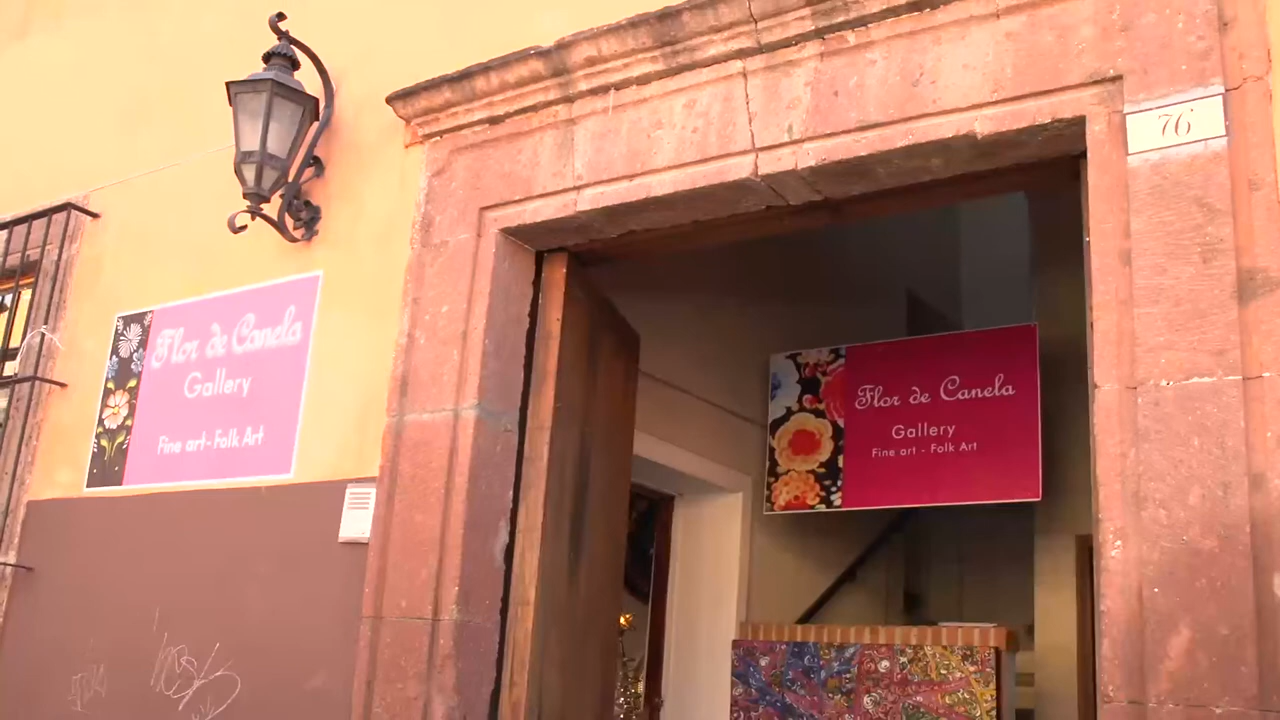 76
Flor de Canela
Gallery
Fine art - Folk Art
Flor de Canela
Gallery
Fine art - Folk Art